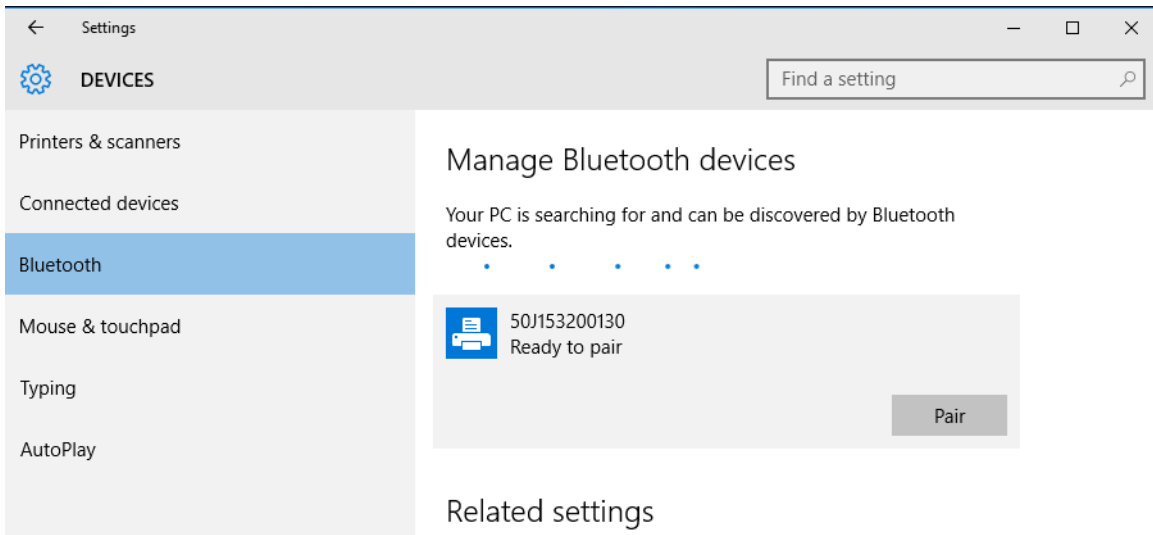 Settings
DEVICES
Find a setting
Printers & scanners
Connected devices
Bluetooth
Mouse & touchpad
Typing
AutoPlay
Manage Bluetooth devices
Your PC is searching for and can be discovered by Bluetooth
devices.
50J153200130
Ready to pair
Pair
Related settings